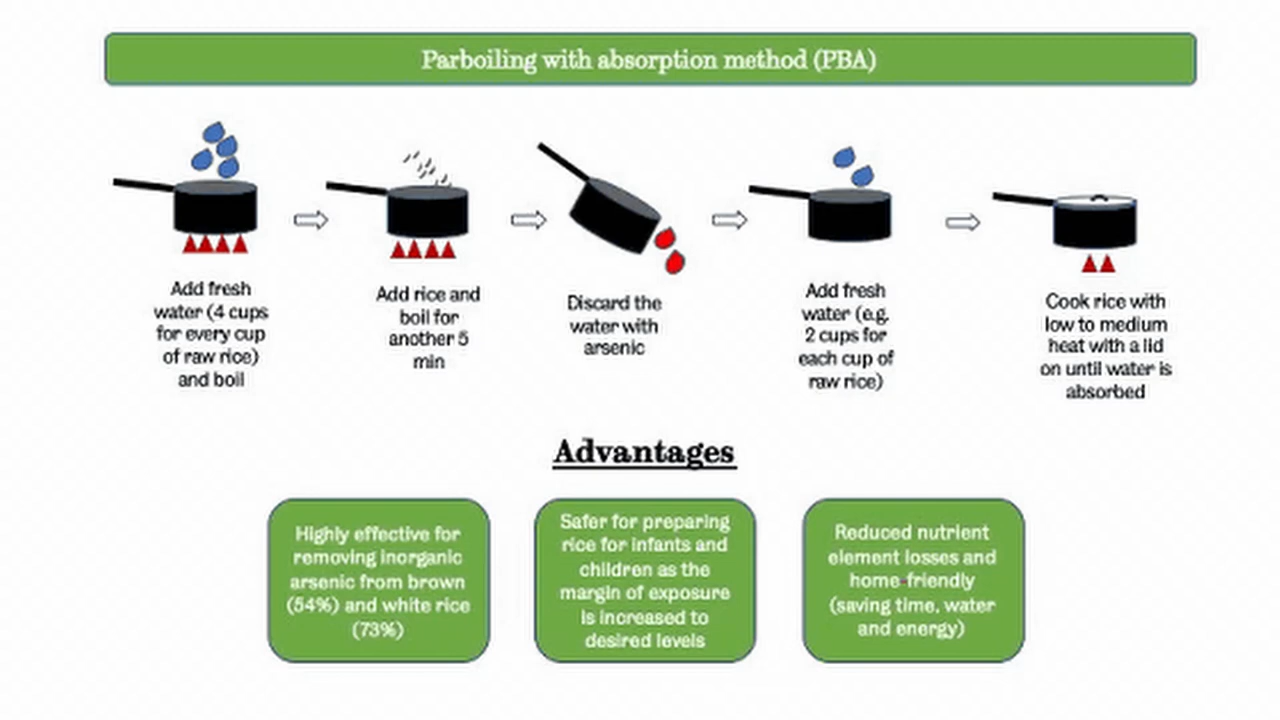 Parboiling with absorption method (PBA)
Add fresh
water (4 cups
for every cup
of raw rice)
and boil
Add rice and
boil for
another 5
min
Discard the
water with
arsenic
Add fresh
water (e.g.
2 cups for
each cup of
raw rice)
Cook rice with
low to medium
heat with a lid
on until water is
absorbed
Advantages
Highly effective for
removing inorganic
arsenic from brown
(54%) and white rice
(73%)
Safer for preparing
rice for infants and
children as the
margin of exposure
is increased to
desired levels
Reduced nutrient
element losses and
home-friendly
(saving time, water
and energy)